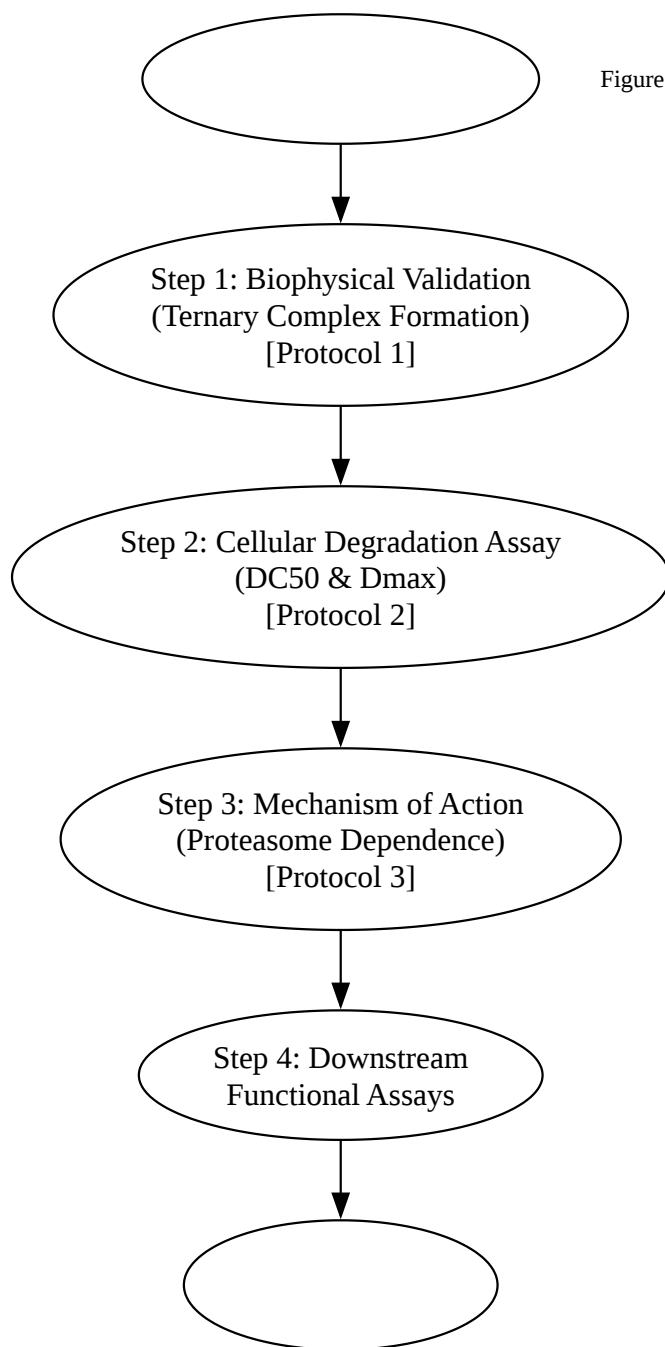 Figure
Step 1: Biophysical Validation
(Ternary Complex Formation)
[Protocol 1]
Step 2: Cellular Degradation Assay
(DC50 & Dmax)
[Protocol 2]
Step 3: Mechanism of Action
(Proteasome Dependence)
[Protocol 3]
Step 4: Downstream
Functional Assays